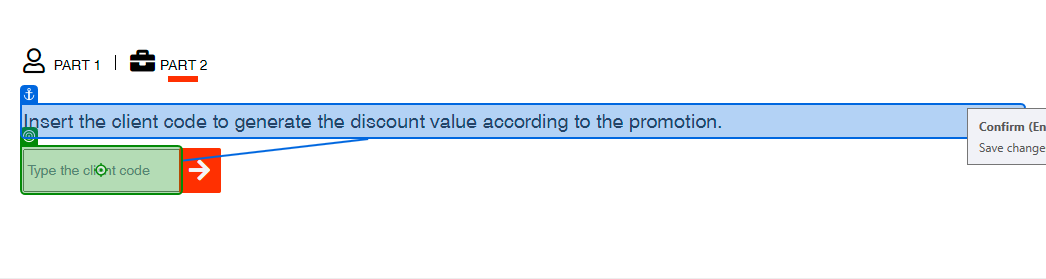 PART 1 | PART 2
Insert the client code to generate the discount value according to the promotion.
Confirm (En
Save change
Type the client code